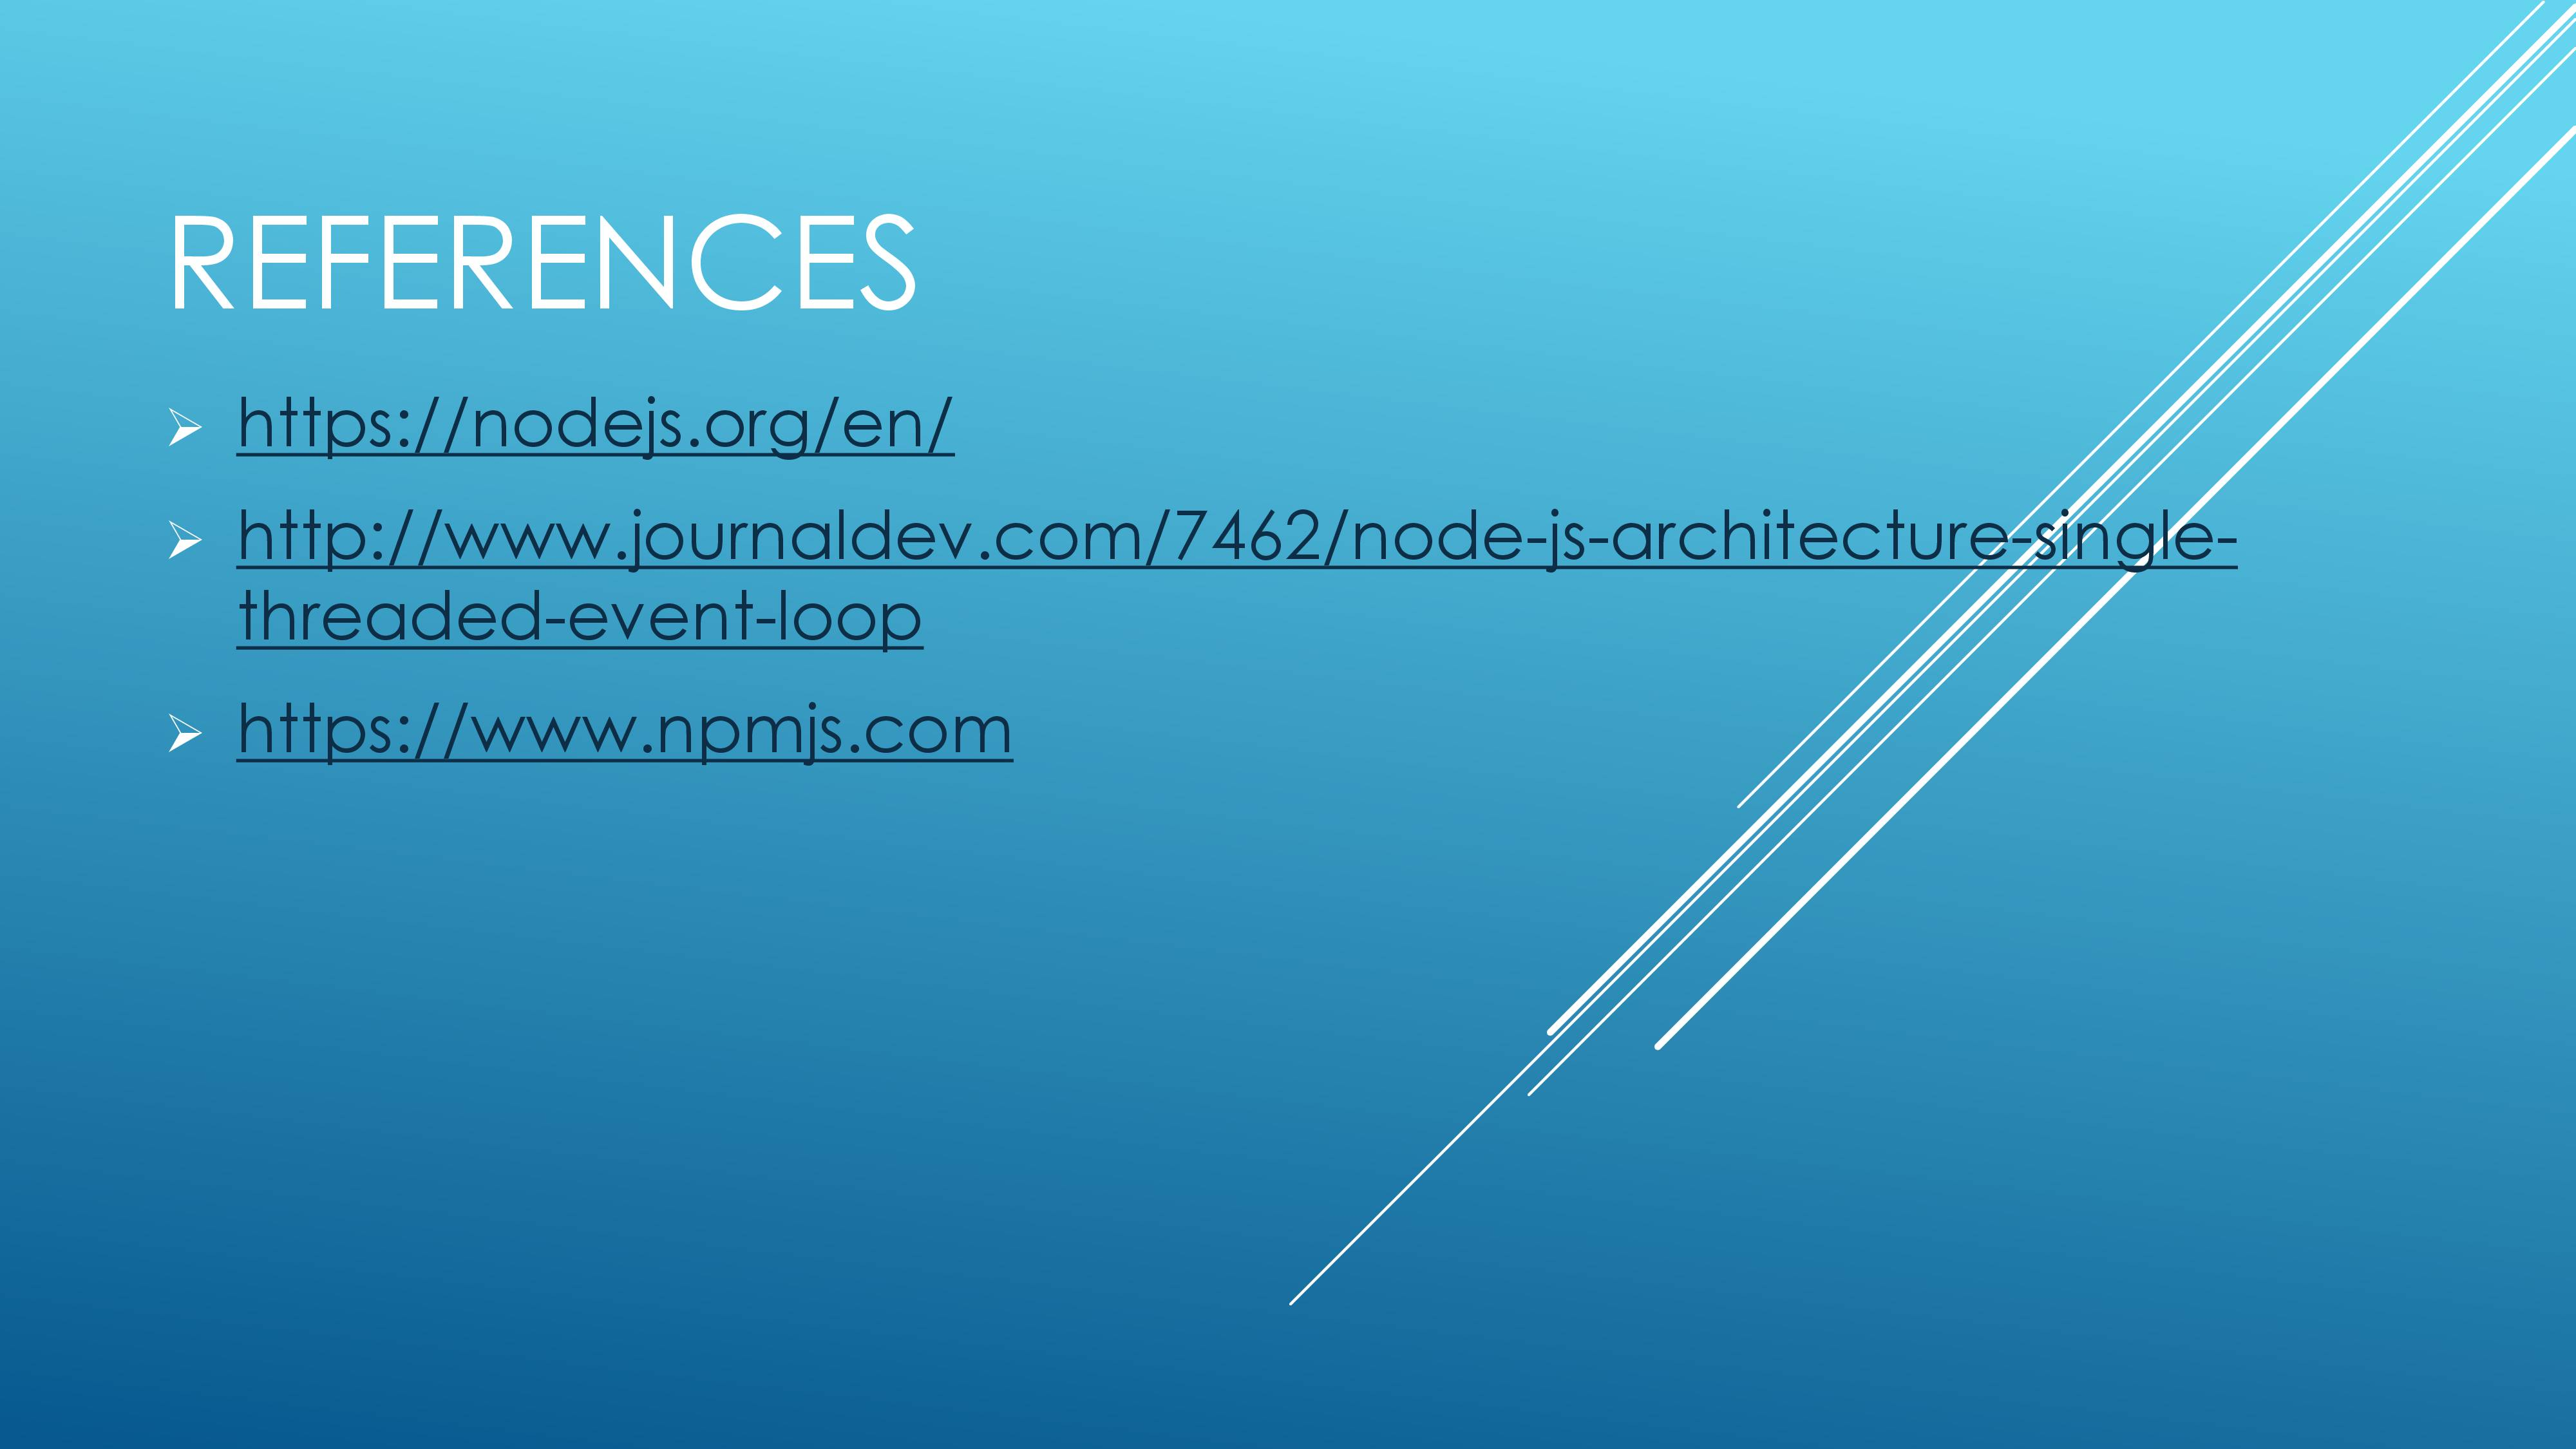 REFERENCES
https://nodejs.org/en/
http://www.journaldev.com/7462/node-js-architecture-single-
threaded-event-loop
https://www.npmjs.com